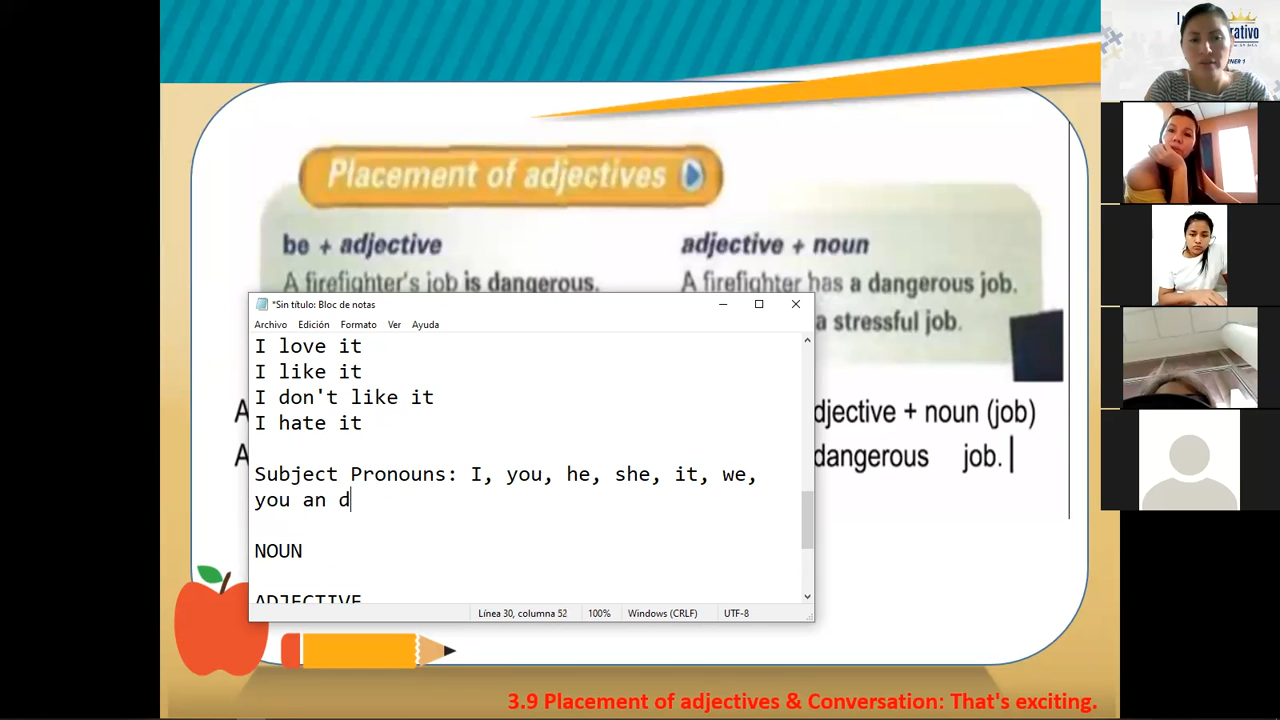 Placement of adjectives
be + adjective
adjective + noun
A firefighter's job is dangerous.
A firefighter has a dangerous job.
a stressful job.
*Sin título: Bloc de notas
Archivo Edición Formato Ver Ayuda
I love it
I like it
I don't like it
I hate it
Subject Pronouns: I, you, he, she, it, we,
you an d
NOUN
ADJECTIVE
Línea 30, columna 52 100% Windows (CRLF) UTF-8
A
djective + noun (job)
A
dangerous job.
3.9 Placement of adjectives & Conversation: That's exciting.